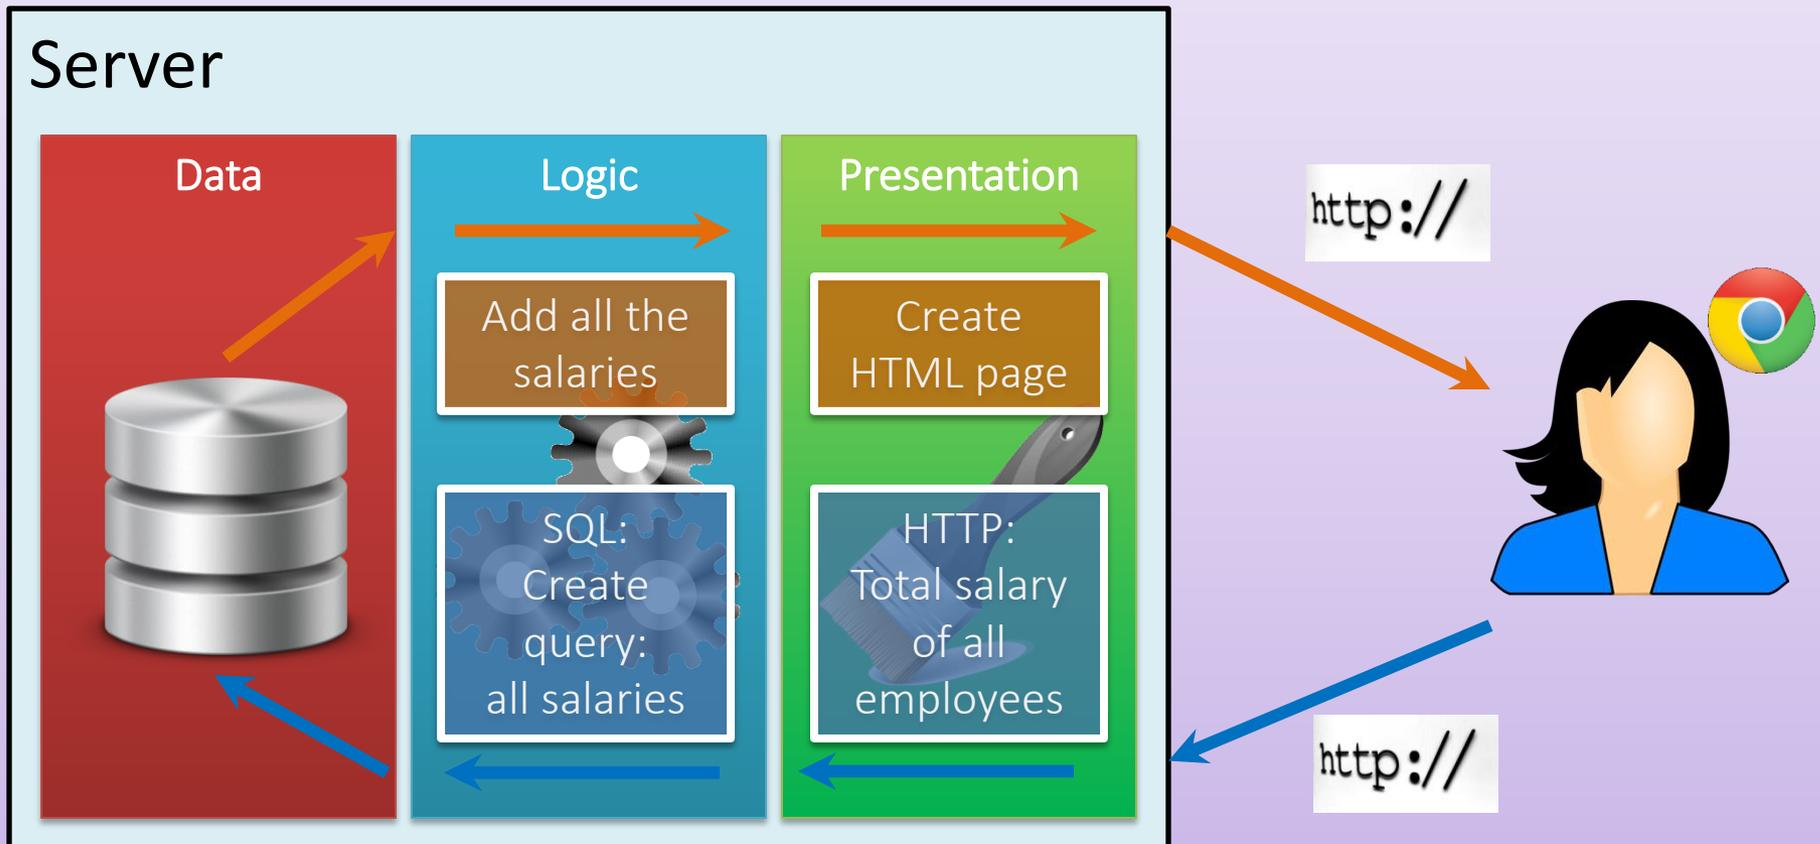 Server
Data
Logic
Presentation
http://
Add all the
salaries
Create
HTML page
SQL:
Create
query:
all salaries
HTTP:
Total salary
of all
employees
http://